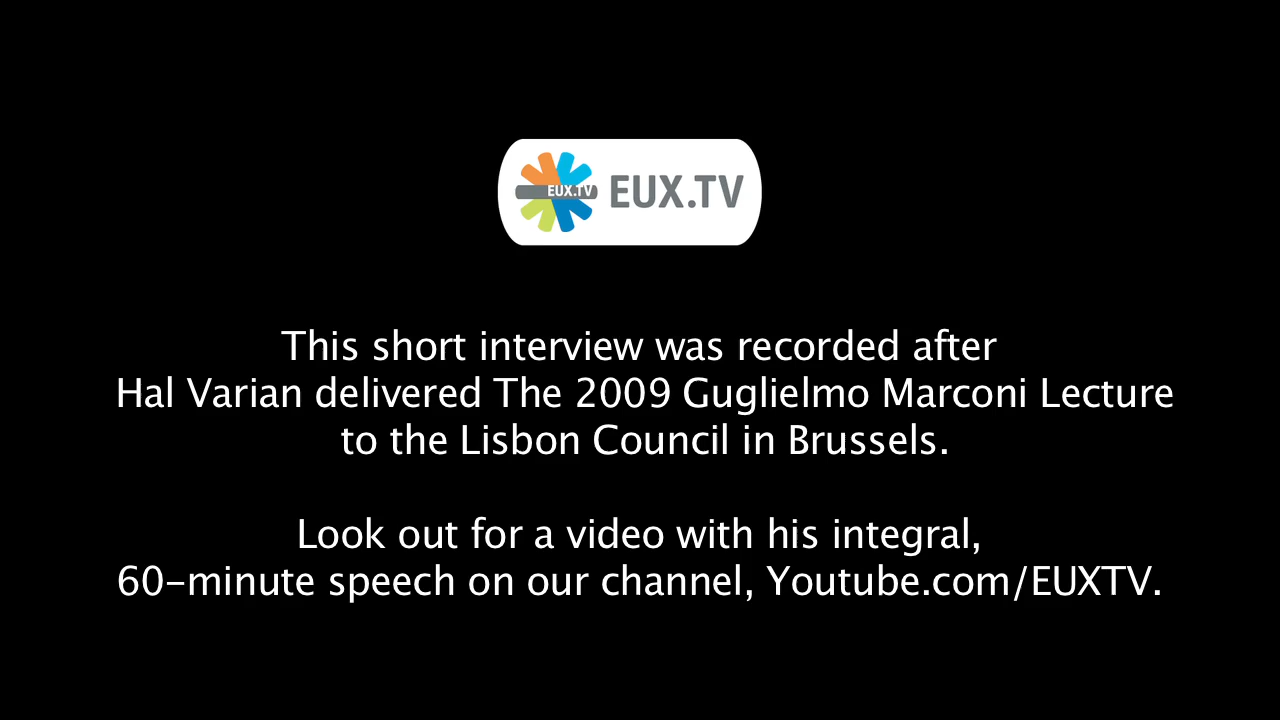 EUX.TV EUX.TV
This short interview was recorded after
Hal Varian delivered The 2009 Guglielmo Marconi Lecture
to the Lisbon Council in Brussels.
Look out for a video with his integral,
60-minute speech on our channel, Youtube.com/EUXTV.